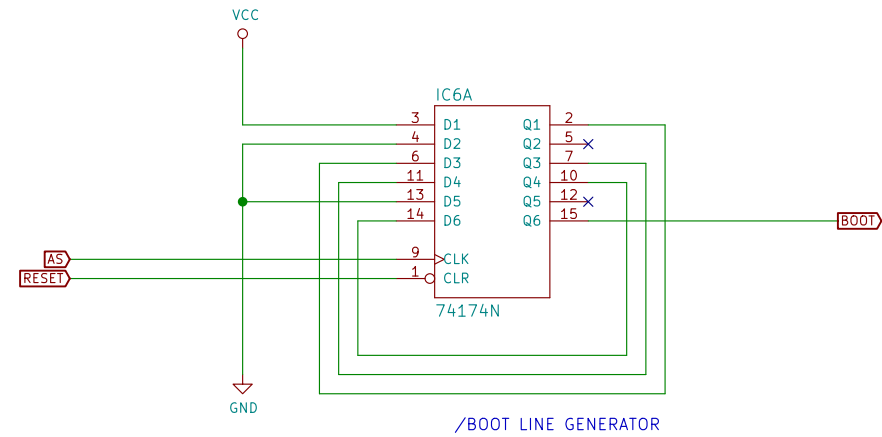 VCC
IC6A
3 D1 Q1 2
4 D2 Q2 5
6 D3 Q3 7
11 D4 Q4 10
13 D5 Q5 12
14 D6 Q6 15
BOOT
AS 9 CLK
RESET 1 CLR
74174N
GND
/BOOT LINE GENERATOR